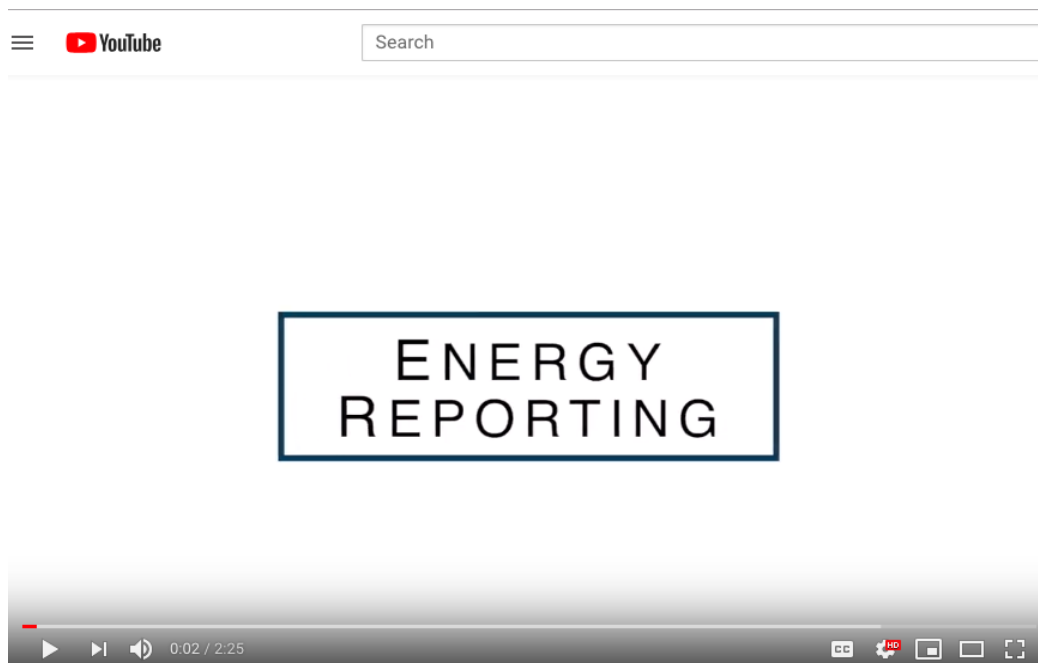 YouTube
Search
ENERGY
REPORTING
0:02 / 2:25
CC
HD